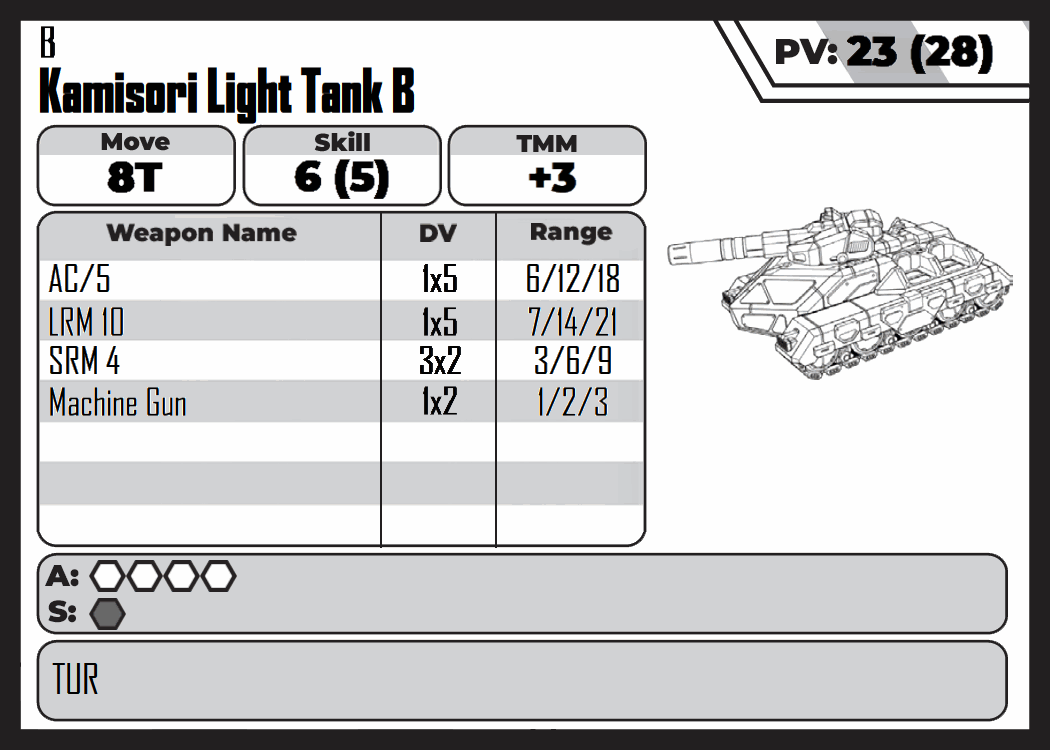 B
Kamisori Light Tank B
PV: 23 (28)
Move Skill TMM
8T 6 (5) +3
Weapon Name DV Range
AC/5 1x5 6/12/18
LRM 10 1x5 7/14/21
SRM 4 3x2 3/6/9
Machine Gun 1x2 1/2/3
A:
S:
TUR